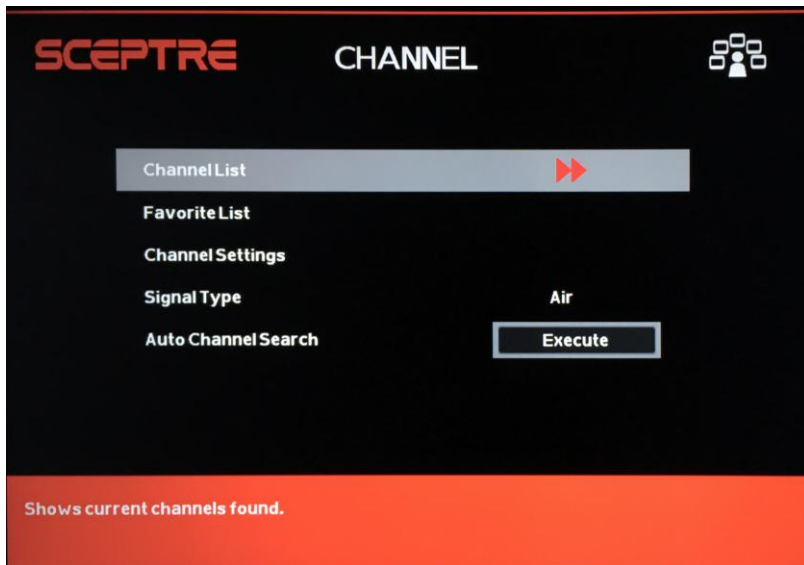 SCEPTRE CHANNEL
Channel List
Favorite List
Channel Settings
Signal Type Air
Auto Channel Search Execute
Shows current channels found.